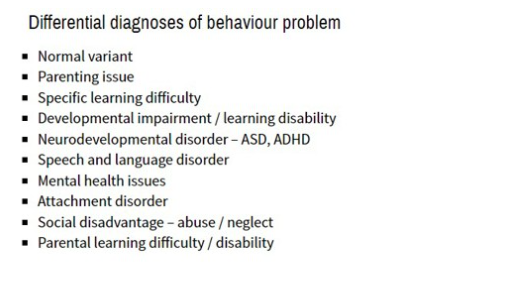 Differential diagnoses of behaviour problem
▪ Normal variant
▪ Parenting issue
▪ Specific learning difficulty
▪ Developmental impairment / learning disability
▪ Neurodevelopmental disorder – ASD, ADHD
▪ Speech and language disorder
▪ Mental health issues
▪ Attachment disorder
▪ Social disadvantage – abuse / neglect
▪ Parental learning difficulty / disability